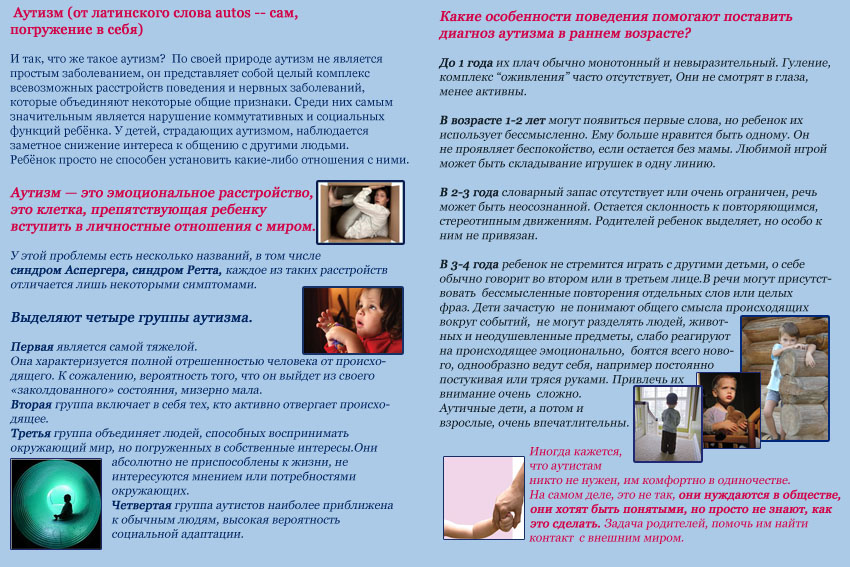 Аутизм (от латинского слова autos -- сам,
погружение в себя)
И так, что же такое аутизм? По своей природе аутизм не является
простым заболеванием, он представляет собой целый комплекс
всевозможных расстройств поведения и нервных заболеваний,
которые объединяют некоторые общие признаки. Среди них самым
значительным является нарушение коммутативных и социальных
функций ребёнка. У детей, страдающих аутизмом, наблюдается
заметное снижение интереса к общению с другими людьми.
Ребёнок просто не способен установить какие-либо отношения с ними.
Аутизм — это эмоциональное расстройство,
это клетка, препятствующая ребенку
вступить в личностные отношения с миром.
У этой проблемы есть несколько названий, в том числе
синдром Аспергера, синдром Ретта, каждое из таких расстройств
отличается лишь некоторыми симптомами.
Выделяют четыре группы аутизма.
Первая является самой тяжелой.
Она характеризуется полной отрешенностью человека от происхо-
дящего. К сожалению, вероятность того, что он выйдет из своего
«заколдованного» состояния, мизерно мала.
Вторая группа включает в себя тех, кто активно отвергает происхо-
дящее.
Третья группа объединяет людей, способных воспринимать
окружающий мир, но погруженных в собственные интересы.Они
абсолютно не приспособлены к жизни, не
интересуются мнением или потребностями
окружающих.
Четвертая группа аутистов наиболее приближена
к обычным людям, высокая вероятность
социальной адаптации.
Какие особенности поведения помогают поставить
диагноз аутизма в раннем возрасте?
До 1 года их плач обычно монотонный и невыразительный. Гуление,
комплекс “оживления” часто отсутствует, Они не смотрят в глаза,
менее активны.
В возрасте 1-2 лет могут появиться первые слова, но ребенок их
использует бессмысленно. Ему больше нравится быть одному. Он
не проявляет беспокойство, если остается без мамы. Любимой игрой
может быть складывание игрушек в одну линию.
В 2-3 года словарный запас отсутствует или очень ограничен, речь
может быть неосознанной. Остается склонность к повторяющимся,
стереотипным движениям. Родителей ребенок выделяет, но особо к
ним не привязан.
В 3-4 года ребенок не стремится играть с другими детьми, о себе
обычно говорит во втором или в третьем лице.В речи могут присутст-
вовать бессмысленные повторения отдельных слов или целых
фраз. Дети зачастую не понимают общего смысла происходящих
вокруг событий, не могут разделять людей, живот-
ных и неодушевленные предметы, слабо реагируют
на происходящее эмоционально, боятся всего ново-
го, однообразно ведут себя, например постоянно
постукивая или тряся руками. Привлечь их
внимание очень сложно.
Аутичные дети, а потом и
взрослые, очень впечатлительны.
Иногда кажется,
что аутистам
никто не нужен, им комфортно в одиночестве.
На самом деле, это не так, они нуждаются в обществе,
они хотят быть понятыми, но просто не знают, как
это сделать. Задача родителей, помочь им найти
контакт с внешним миром.